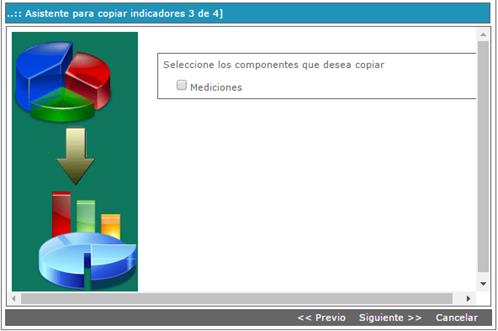 ..:: Asistente para copiar indicadores 3 de 4]
Seleccione los componentes que desea copiar
Mediciones
<< Previo Siguiente >> Cancelar